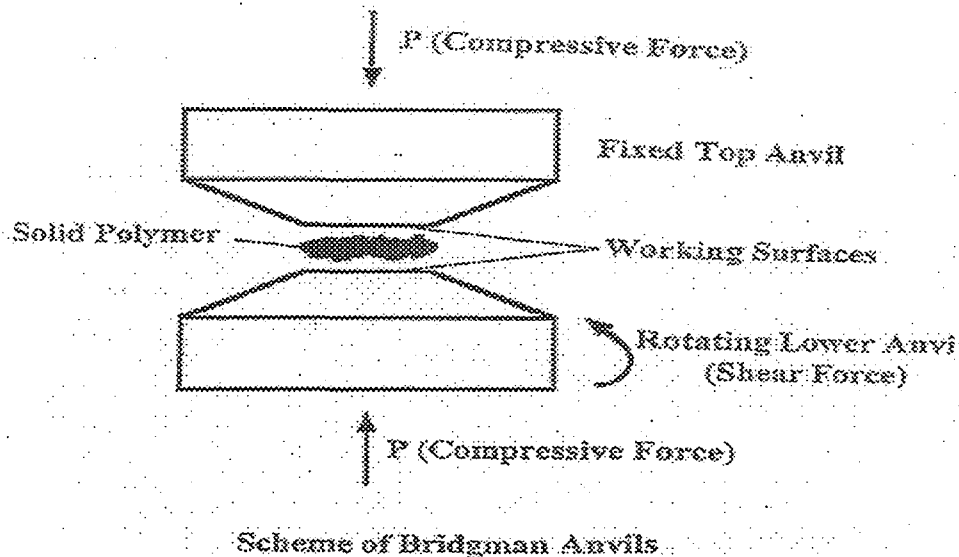 P (Compressive Force)
Fixed Top Anvil
Solid Polymer
Working Surfaces
Rotating Lower Anvi
(Shear Force)
P (Compressive Force)
Scheme of Bridgman Anvils